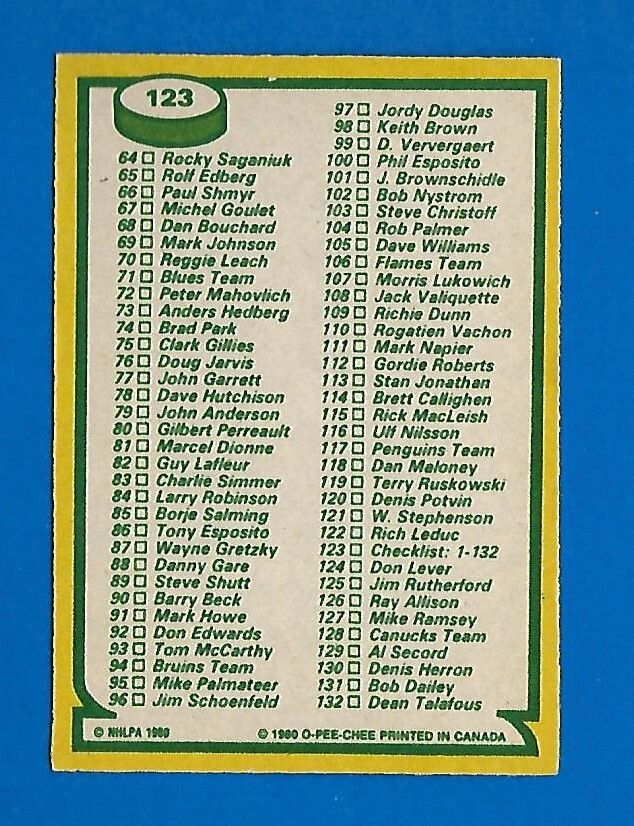 123
64 Rocky Saganiuk
65 Rolf Edberg
66 Paul Shmyr
67 Michel Goulet
68 Dan Bouchard
69 Mark Johnson
70 Reggie Leach
71 Blues Team
72 Peter Mahovlich
73 Anders Hedberg
74 Brad Park
75 Clark Gillies
76 Doug Jarvis
77 John Garrett
78 Dave Hutchison
79 John Anderson
80 Gilbert Perreault
81 Marcel Dionne
82 Guy Lafleur
83 Charlie Simmer
84 Larry Robinson
85 Borje Salming
86 Tony Esposito
87 Wayne Gretzky
88 Danny Gare
89 Steve Shutt
90 Barry Beck
91 Mark Howe
92 Don Edwards
93 Tom McCarthy
94 Bruins Team
95 Mike Palmateer
96 Jim Schoenfeld
97 Jordy Douglas
98 Keith Brown
99 D. Ververgaert
100 Phil Esposito
101 J. Brownschidle
102 Bob Nystrom
103 Steve Christoff
104 Rob Palmer
105 Dave Williams
106 Flames Team
107 Morris Lukowich
108 Jack Valiquette
109 Richie Dunn
110 Rogatien Vachon
111 Mark Napier
112 Gordie Roberts
113 Stan Jonathan
114 Brett Callighen
115 Rick MacLeish
116 Ulf Nilsson
117 Penguins Team
118 Dan Maloney
119 Terry Ruskowski
120 Denis Potvin
121 W. Stephenson
122 Rich Leduc
123 Checklist: 1-132
124 Don Lever
125 Jim Rutherford
126 Ray Allison
127 Mike Ramsey
128 Canucks Team
129 Al Secord
130 Denis Herron
131 Bob Dailey
132 Dean Talafous
© NHLPA 1980
© 1980 O-PEE-CHEE PRINTED IN CANADA